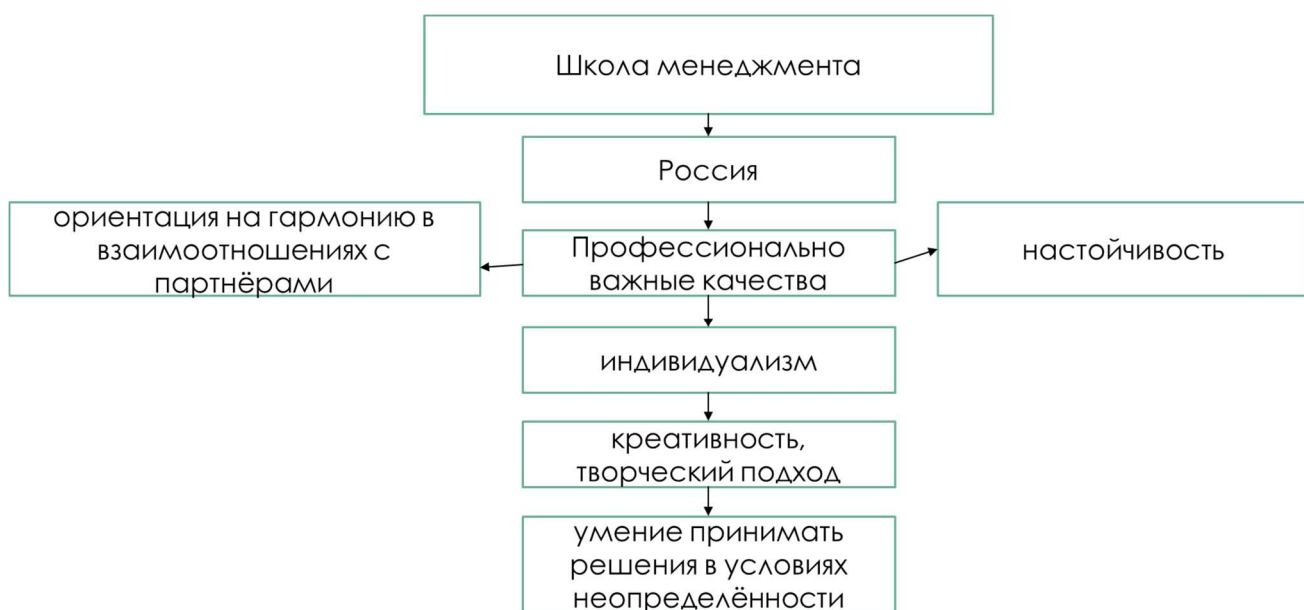 Школа менеджмента
Россия
ориентация на гармонию в
взаимоотношениях с
партнёрами
Профессионально
важные качества
настойчивость
индивидуализм
креативность,
творческий подход
умение принимать
решения в условиях
неопределённости